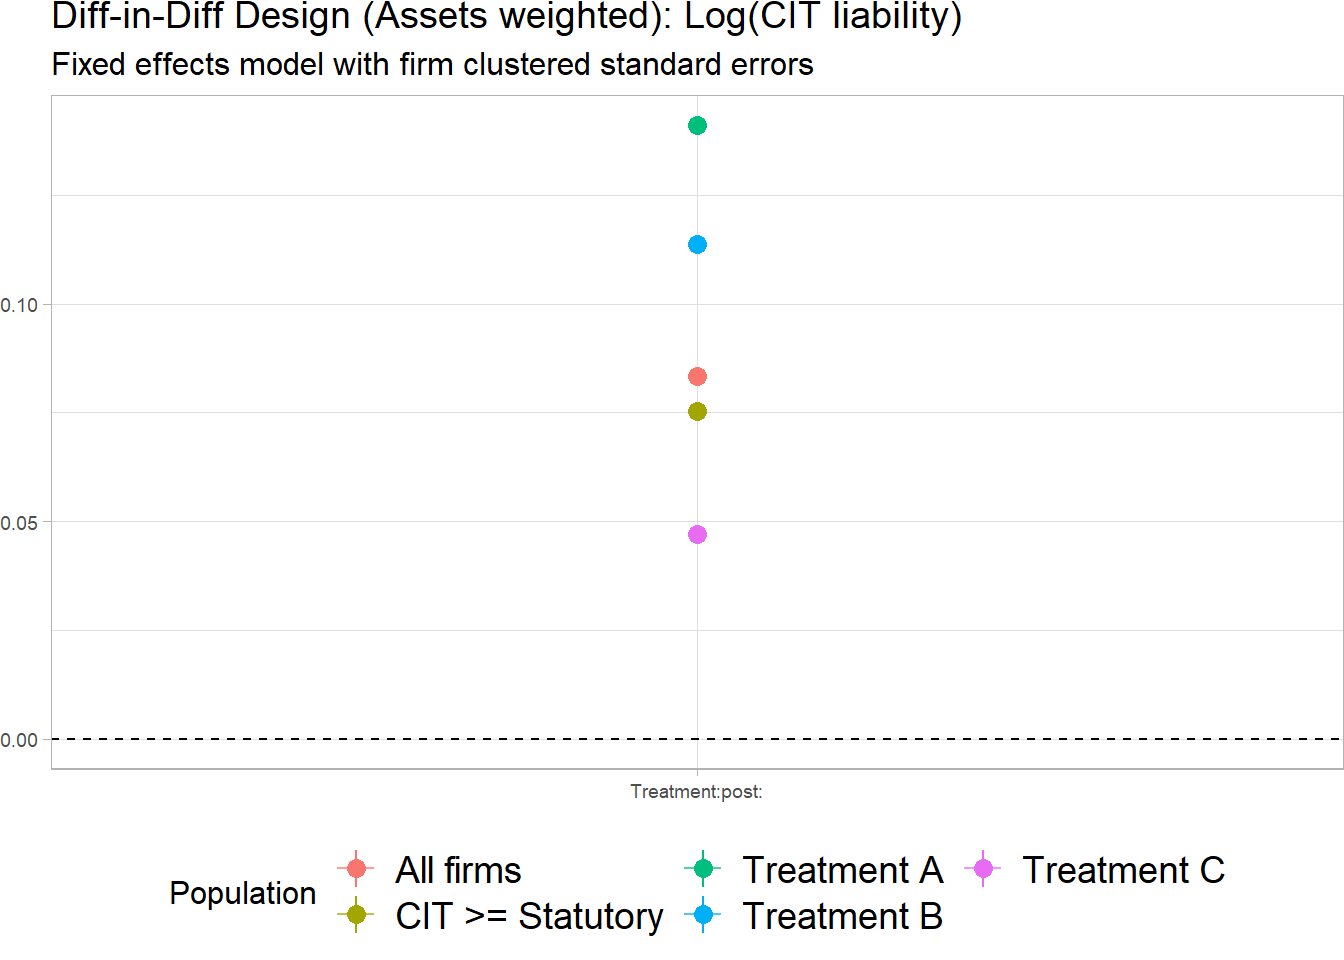 Diff-in-Diff Design (Assets weighted): Log(CIT liability)
Fixed effects model with firm clustered standard errors
0.10
0.05
0.00
Treatment:post:
Population
All firms
CIT >= Statutory
Treatment A
Treatment B
Treatment C